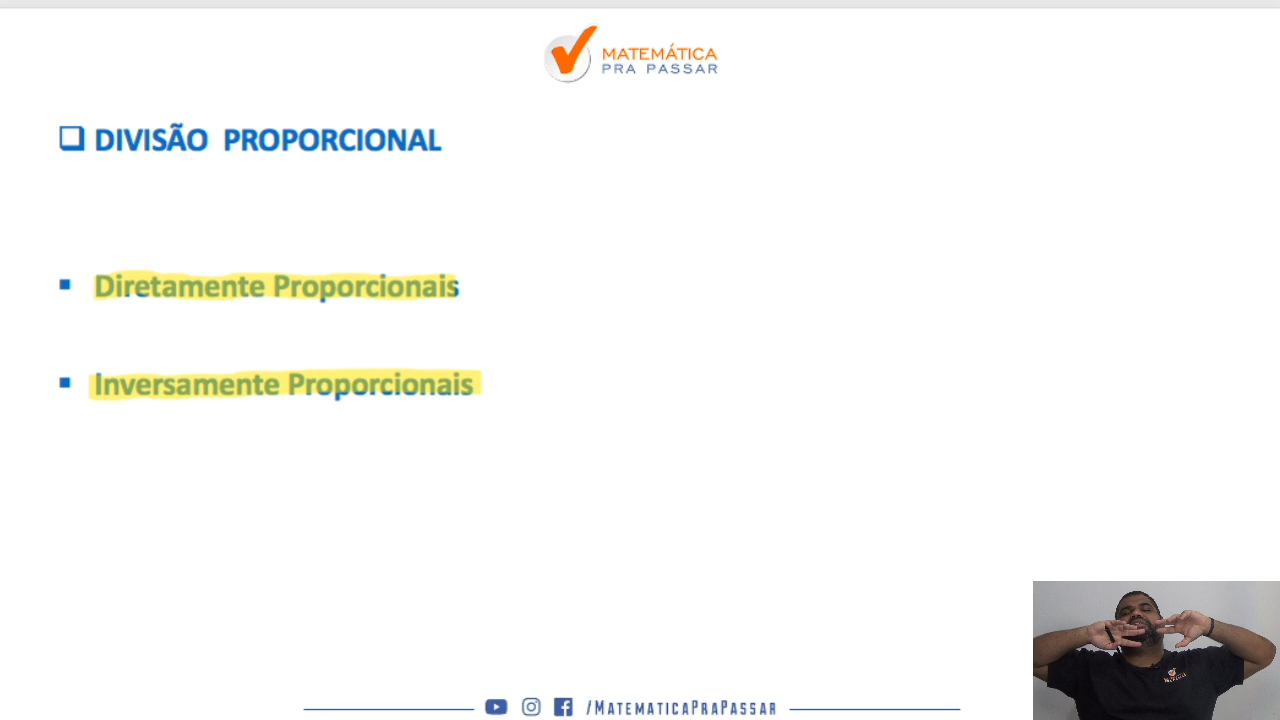 MATEMÁTICA
PRA PASSAR
DIVISÃO PROPORCIONAL
Diretamente Proporcionais
Inversamente Proporcionais
/MATEMATICAPRAPASSAR